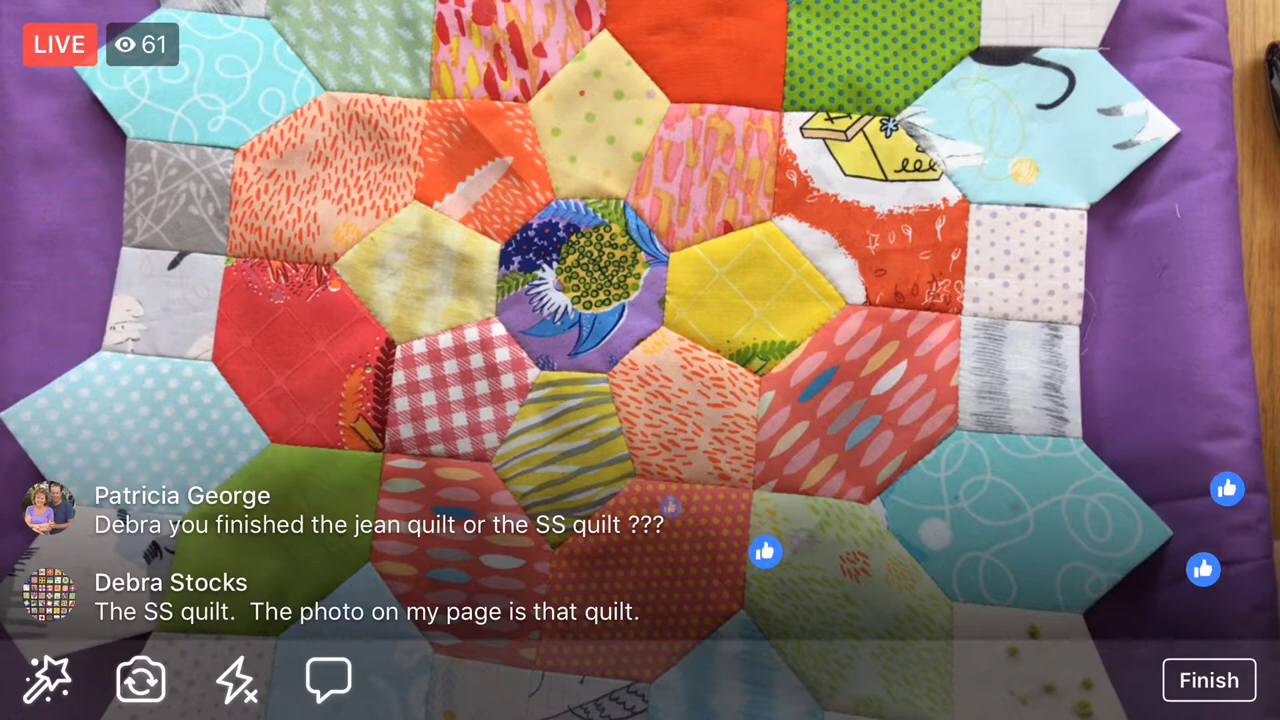 LIVE 61
Patricia George
Debra you finished the jean quilt or the SS quilt ???
Debra Stocks
The SS quilt. The photo on my page is that quilt.
Finish